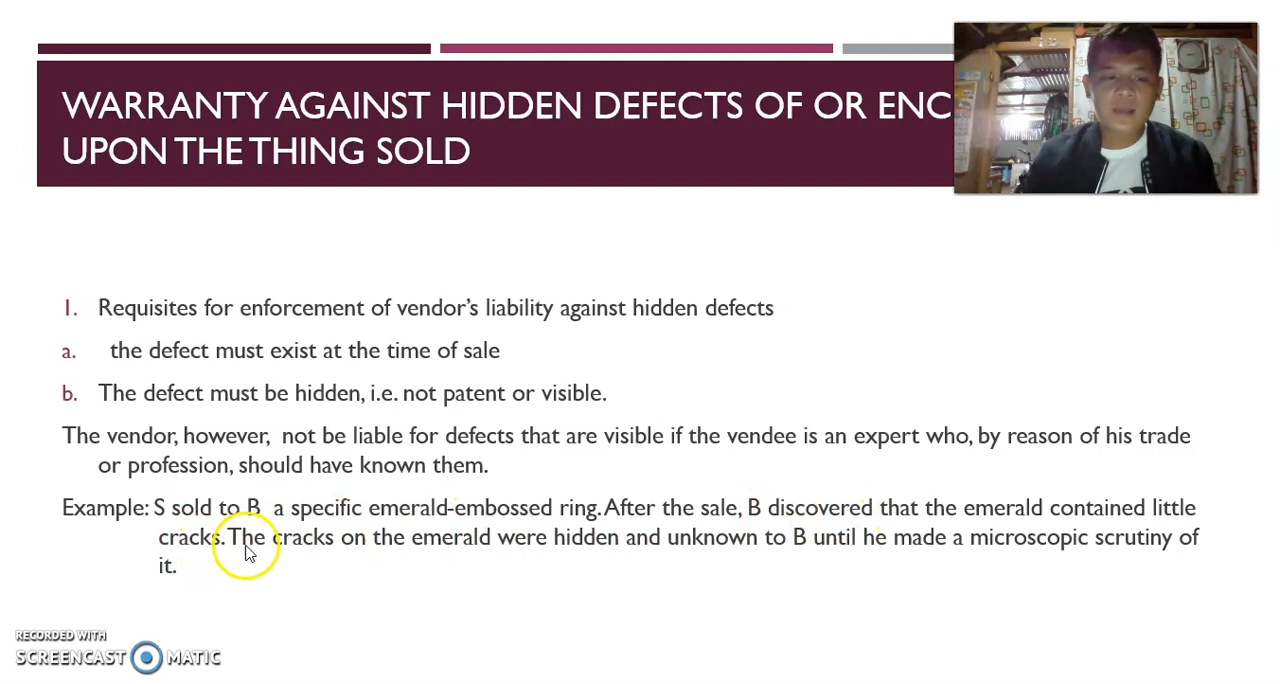 WARRANTY AGAINST HIDDEN DEFECTS OF OR ENC
UPON THE THING SOLD
1. Requisites for enforcement of vendor's liability against hidden defects
a. the defect must exist at the time of sale
b. The defect must be hidden, i.e. not patent or visible.
The vendor, however, not be liable for defects that are visible if the vendee is an expert who, by reason of his trade
or profession, should have known them.
Example: S sold to B a specific emerald-embossed ring. After the sale, B discovered that the emerald contained little
cracks. The cracks on the emerald were hidden and unknown to B until he made a microscopic scrutiny of
it.
RECORDED WITH
SCREENCAST MATIC